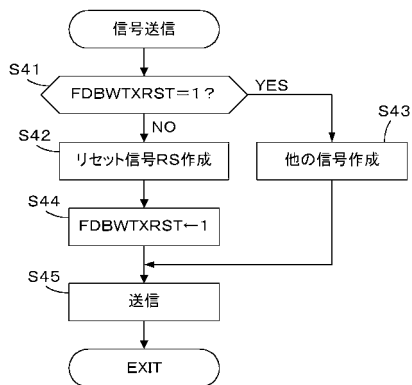 信号送信
S41
FDBWTXRST=1?
YES
NO
S42
リセット信号RS作成
S43
他の信号作成
S44
FDBWTXRST←1
S45
送信
EXIT